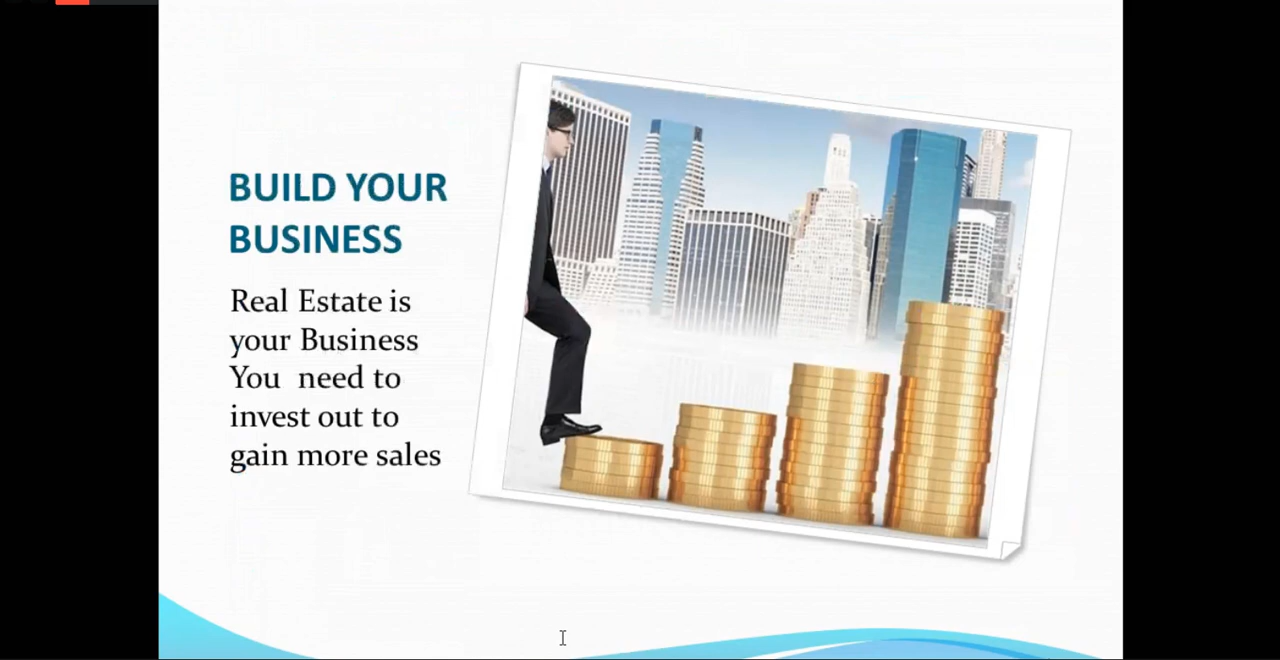 BUILD YOUR
BUSINESS
Real Estate is
your Business
You need to
invest out to
gain more sales